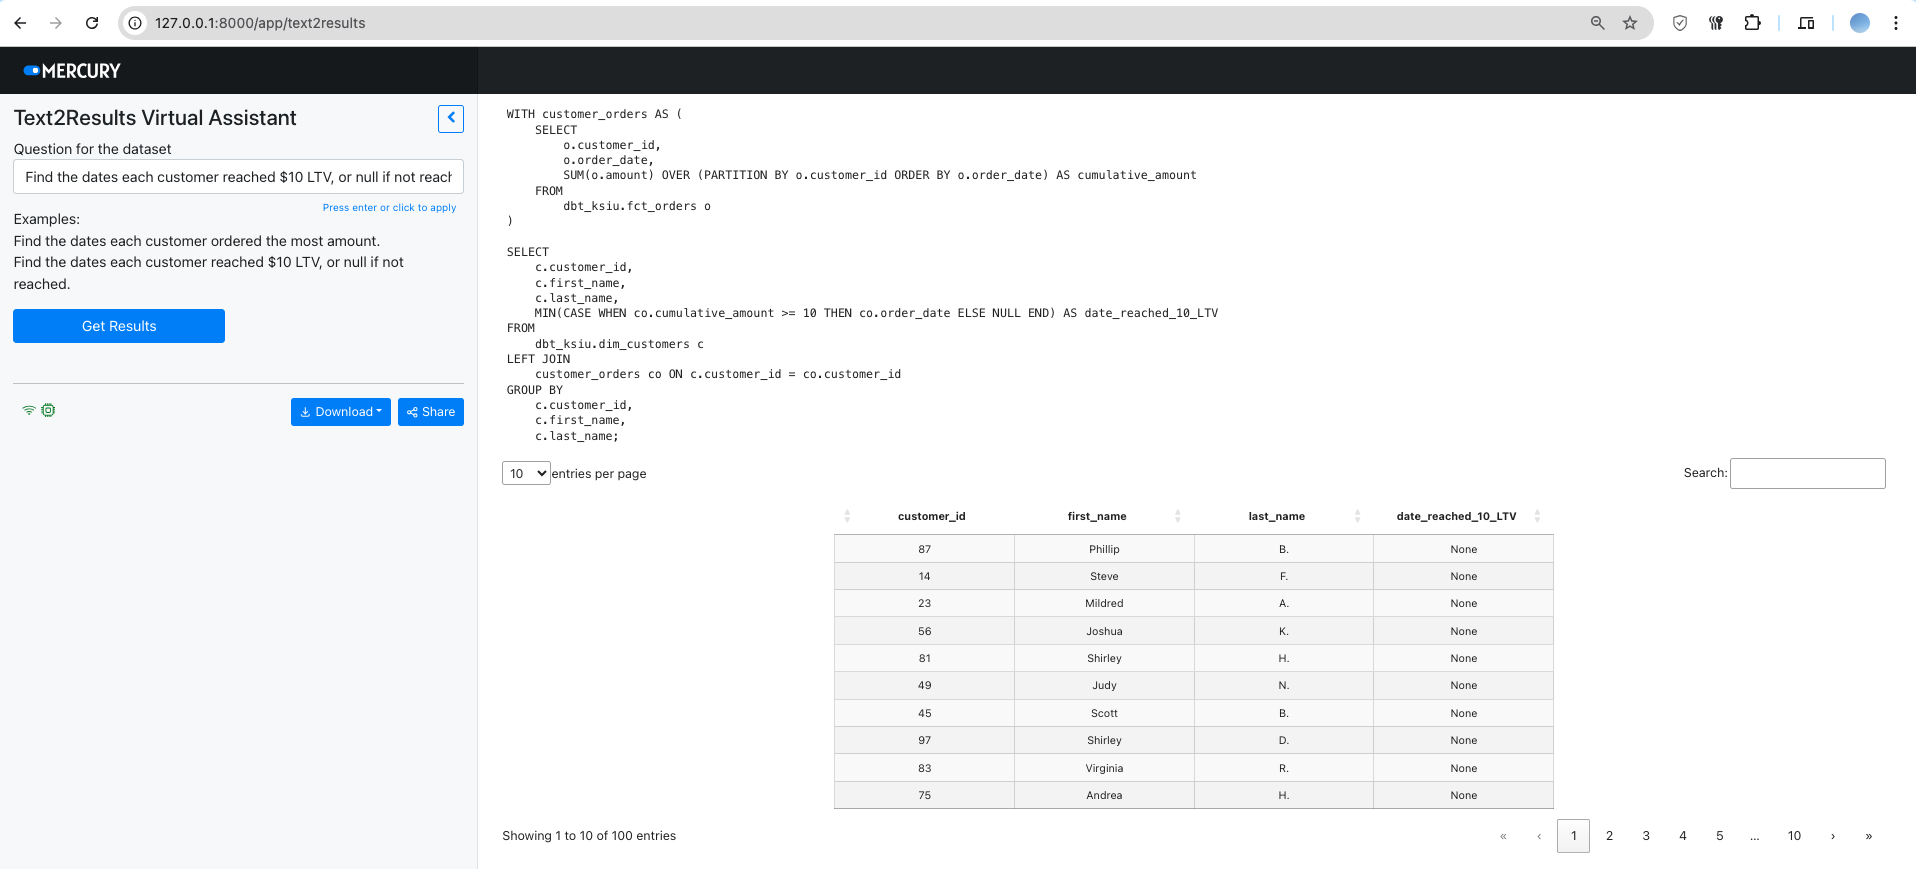 127.0.0.1:8000/app/text2results
MERCURY
Text2Results Virtual Assistant
Question for the dataset
Find the dates each customer reached $10 LTV, or null if not reach
Press enter or click to apply
Examples:
Find the dates each customer ordered the most amount.
Find the dates each customer reached $10 LTV, or null if not
reached.
Get Results
Download
Share
WITH customer_orders AS (
    SELECT
        o.customer_id,
        o.order_date,
        SUM(o.amount) OVER (PARTITION BY o.customer_id ORDER BY o.order_date) AS cumulative_amount
    FROM
        dbt_ksiu.fct_orders o
)
SELECT
    c.customer_id,
    c.first_name,
    c.last_name,
    MIN(CASE WHEN co.cumulative_amount >= 10 THEN co.order_date ELSE NULL END) AS date_reached_10_LTV
FROM
    dbt_ksiu.dim_customers c
LEFT JOIN
    customer_orders co ON c.customer_id = co.customer_id
GROUP BY
    c.customer_id,
    c.first_name,
    c.last_name;
10 entries per page
Search:
customer_id first_name last_name date_reached_10_LTV
87 Phillip B. None
14 Steve F. None
23 Mildred A. None
56 Joshua K. None
81 Shirley H. None
49 Judy N. None
45 Scott B. None
97 Shirley D. None
83 Virginia R. None
75 Andrea H. None
Showing 1 to 10 of 100 entries
« ‹ 1 2 3 4 5 … 10 › »